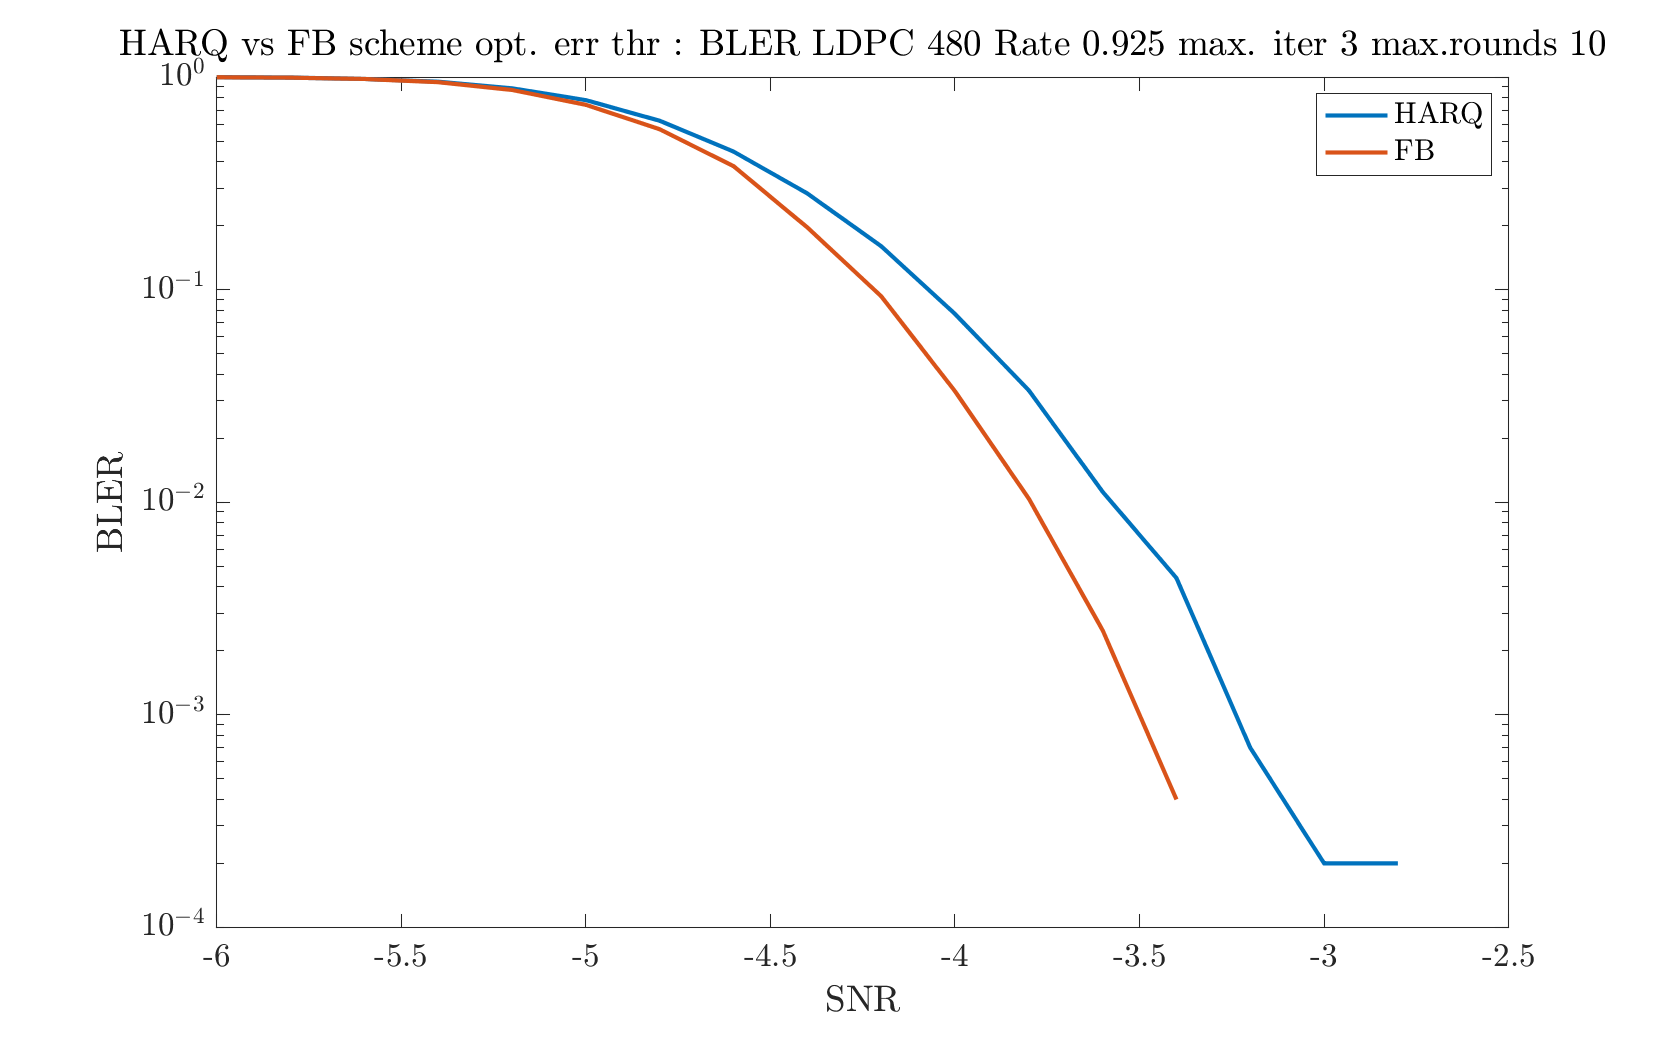 HARQ vs FB scheme opt. err thr : BLER LDPC 480 Rate 0.925 max. iter 3 max.rounds 10
10^0
HARQ
FB
10^-1
10^-2
BLER
10^-3
10^-4
-6 -5.5 -5 -4.5 -4 -3.5 -3 -2.5
SNR